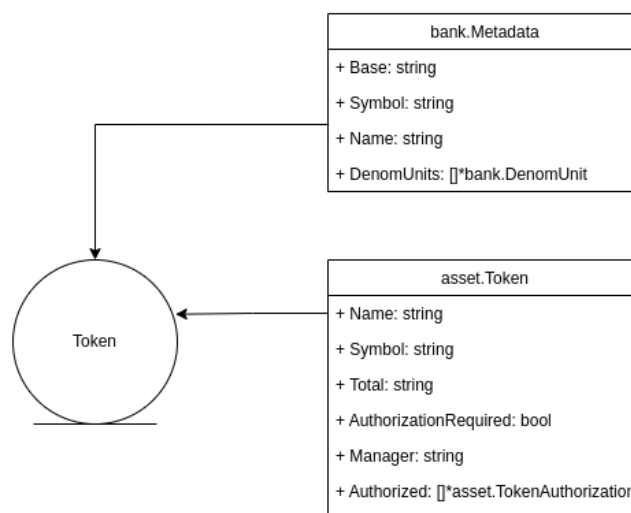 bank.Metadata
+ Base: string
+ Symbol: string
+ Name: string
+ DenomUnits: []*bank.DenomUnit
asset.Token
Token
+ Name: string
+ Symbol: string
+ Total: string
+ AuthorizationRequired: bool
+ Manager: string
+ Authorized: []*asset.TokenAuthorization